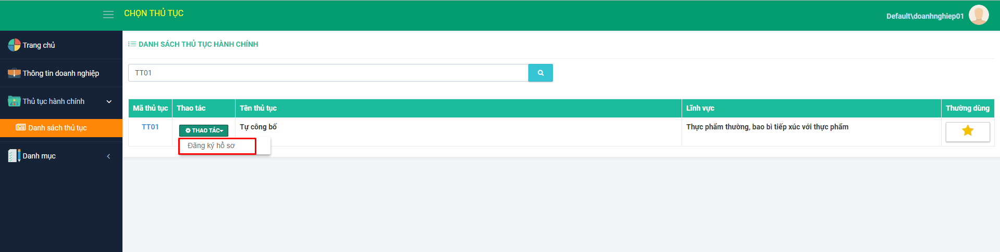 CHỌN THỦ TỤC
Default\doanhnghiep01
Trang chủ
Thông tin doanh nghiệp
Thủ tục hành chính
Danh sách thủ tục
Danh mục
DANH SÁCH THỦ TỤC HÀNH CHÍNH
TT01
Mã thủ tục Thao tác Tên thủ tục Lĩnh vực Thường dùng
TT01 THAO TÁC Tự công bố Thực phẩm thường, bao bì tiếp xúc với thực phẩm
Đăng ký hồ sơ